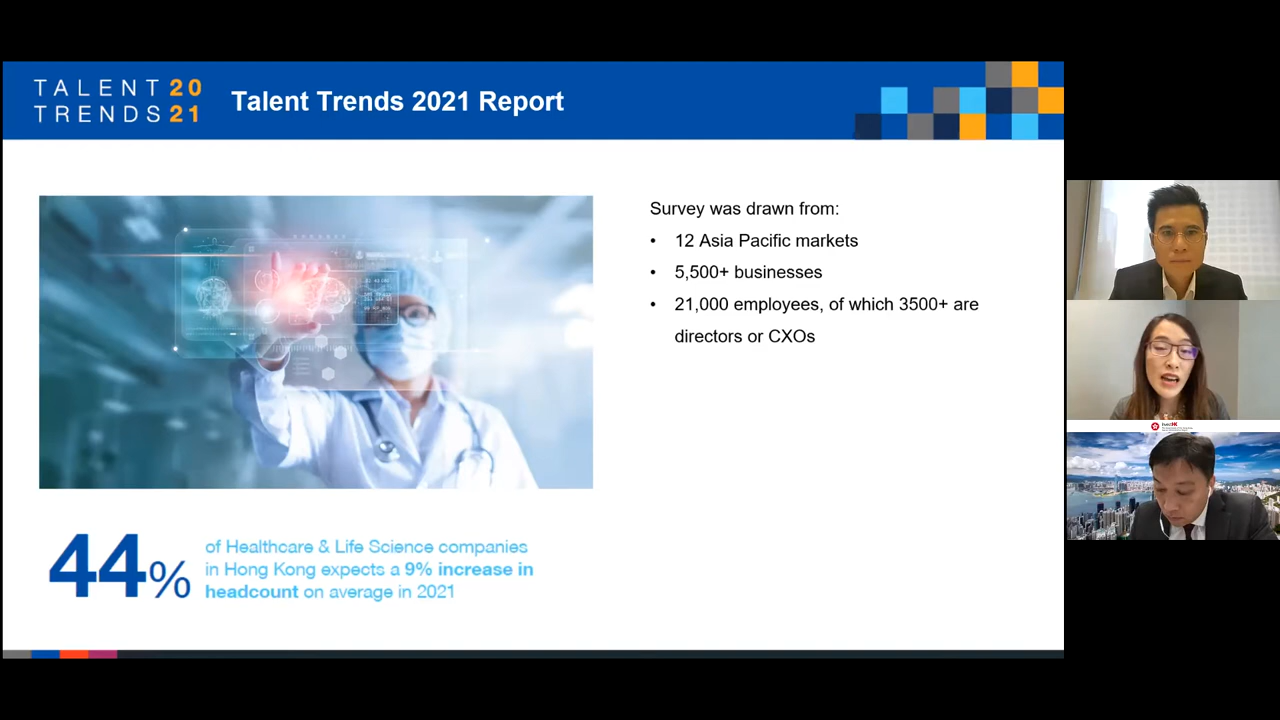 TALENT 20
TRENDS 21
Talent Trends 2021 Report
Survey was drawn from:
• 12 Asia Pacific markets
• 5,500+ businesses
• 21,000 employees, of which 3500+ are
directors or CXOs
44%
of Healthcare & Life Science companies
in Hong Kong expects a 9% increase in
headcount on average in 2021